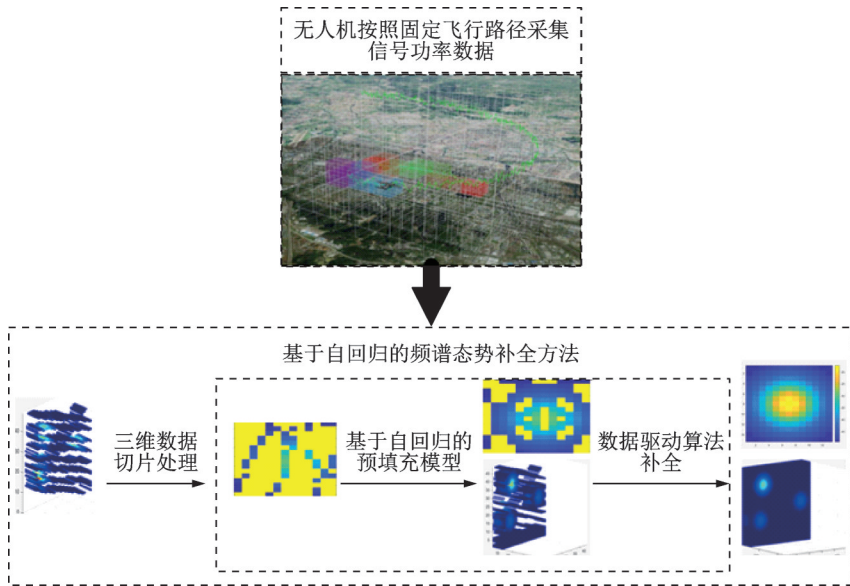 无人机按照固定飞行路径采集
信号功率数据
基于自回归的频谱态势补全方法
三维数据
切片处理
基于自回归的
预填充模型
数据驱动算法
补全